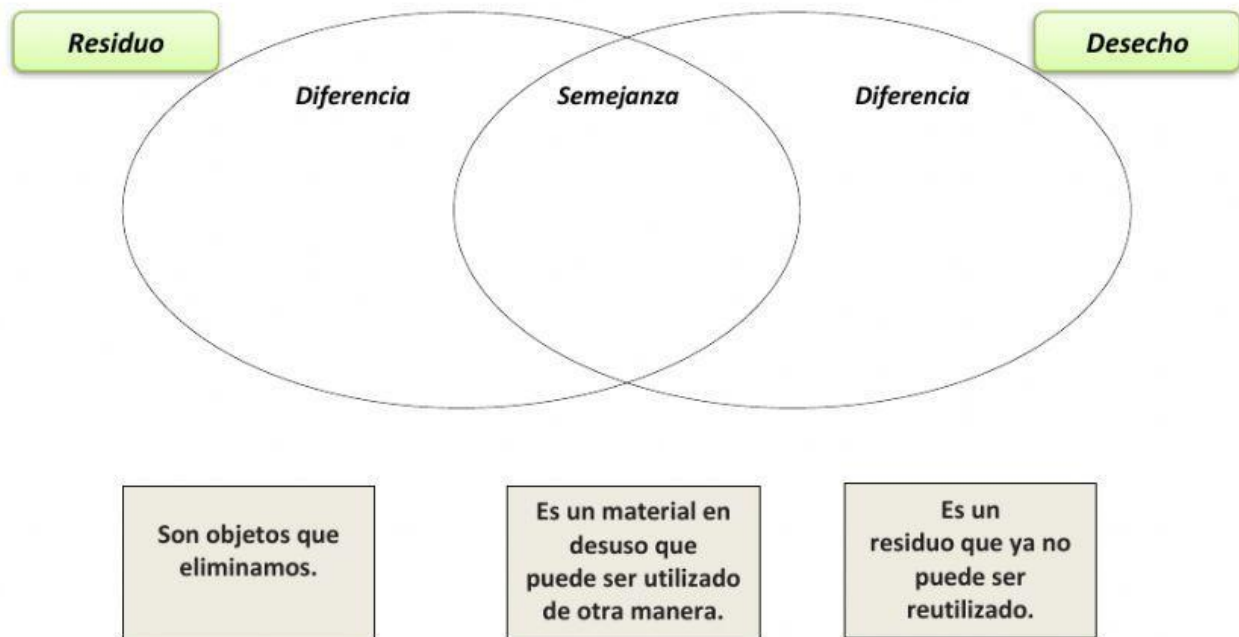 Residuo
Desecho
Diferencia
Semejanza
Diferencia
Son objetos que
eliminamos.
Es un material en
desuso que
puede ser utilizado
de otra manera.
Es un
residuo que ya no
puede ser
reutilizado.